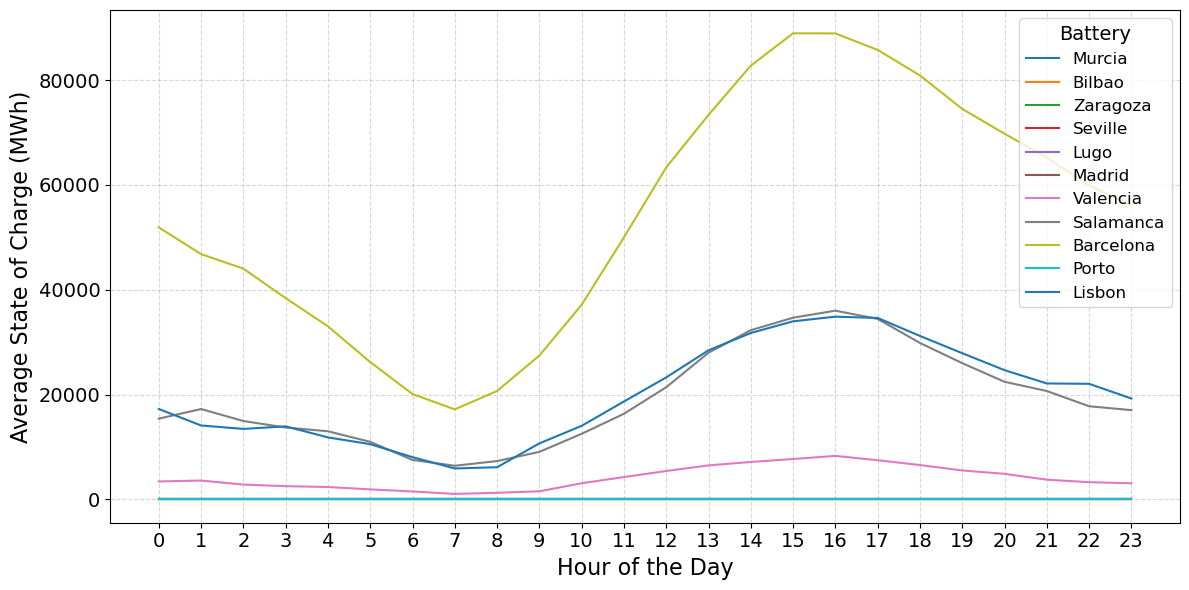 Average State of Charge (MWh)
80000
60000
40000
20000
0
0 1 2 3 4 5 6 7 8 9 10 11 12 13 14 15 16 17 18 19 20 21 22 23
Hour of the Day
Battery
Murcia
Bilbao
Zaragoza
Seville
Lugo
Madrid
Valencia
Salamanca
Barcelona
Porto
Lisbon